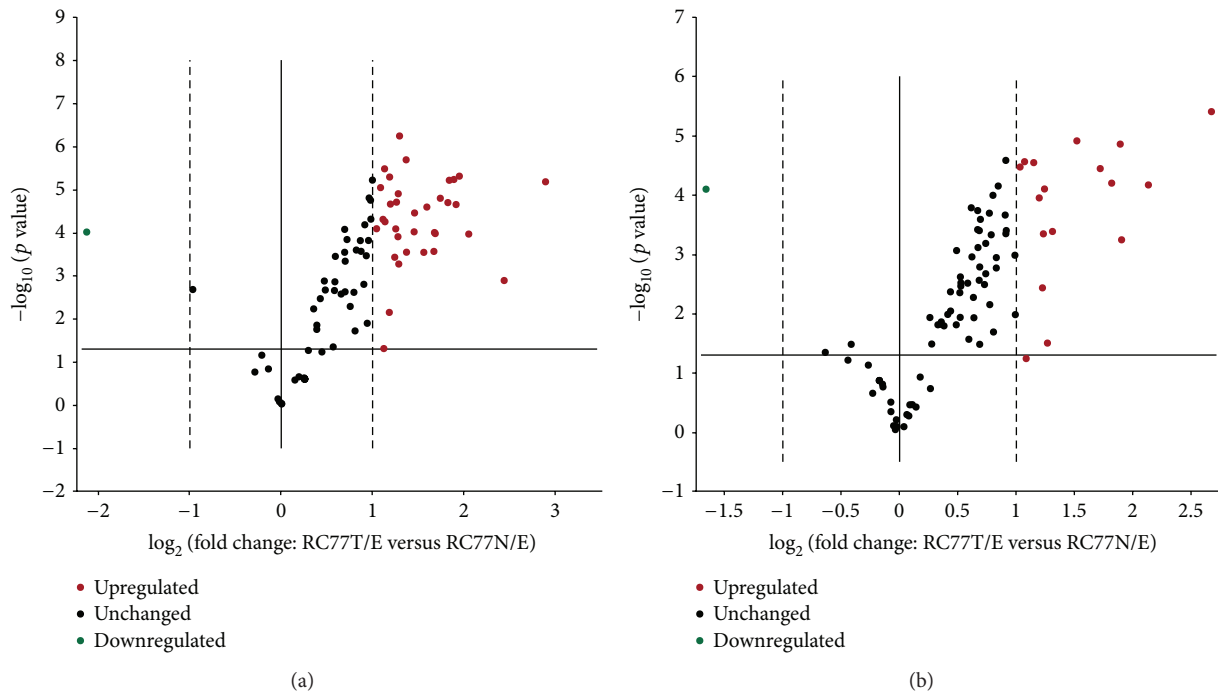 9
8
7
6
5
4
3
2
1
0
−1
−2
−log10 (p value)
−2 −1 0 1 2 3
log2 (fold change: RC77T/E versus RC77N/E)
Upregulated
Unchanged
Downregulated
(a)
7
6
5
4
3
2
1
0
−1
−log10 (p value)
−1.5 −1 −0.5 0 0.5 1 1.5 2 2.5
log2 (fold change: RC77T/E versus RC77N/E)
Upregulated
Unchanged
Downregulated
(b)